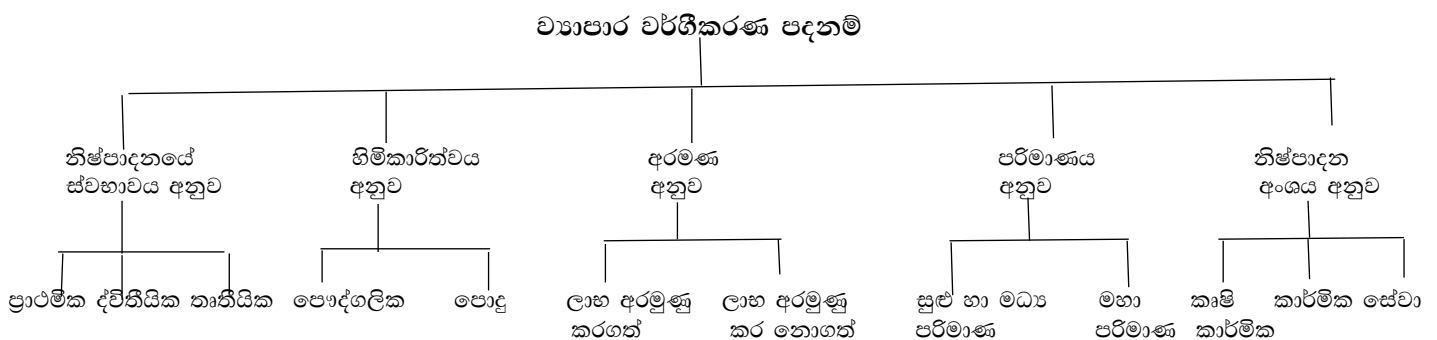 ව්‍යාපාර වර්ගීකරණ පදනම්
නිෂ්පාදනයේ
ස්වභාවය අනුව
හිමිකාරිත්වය
අනුව
අරමණ
අනුව
පරිමාණය
අනුව
නිෂ්පාදන
අංශය අනුව
ප්‍රාථමීක ද්විතීයික තෘතීයික
පෞද්ගලික
පොදු
ලාභ අරමුණු
කරගත්
ලාභ අරමුණු
කර නොගත්
සුළු හා මධ්‍ය
පරිමාණ
මහා
පරිමාණ
කෘෂි
කාර්මික
කාර්මික සේවා